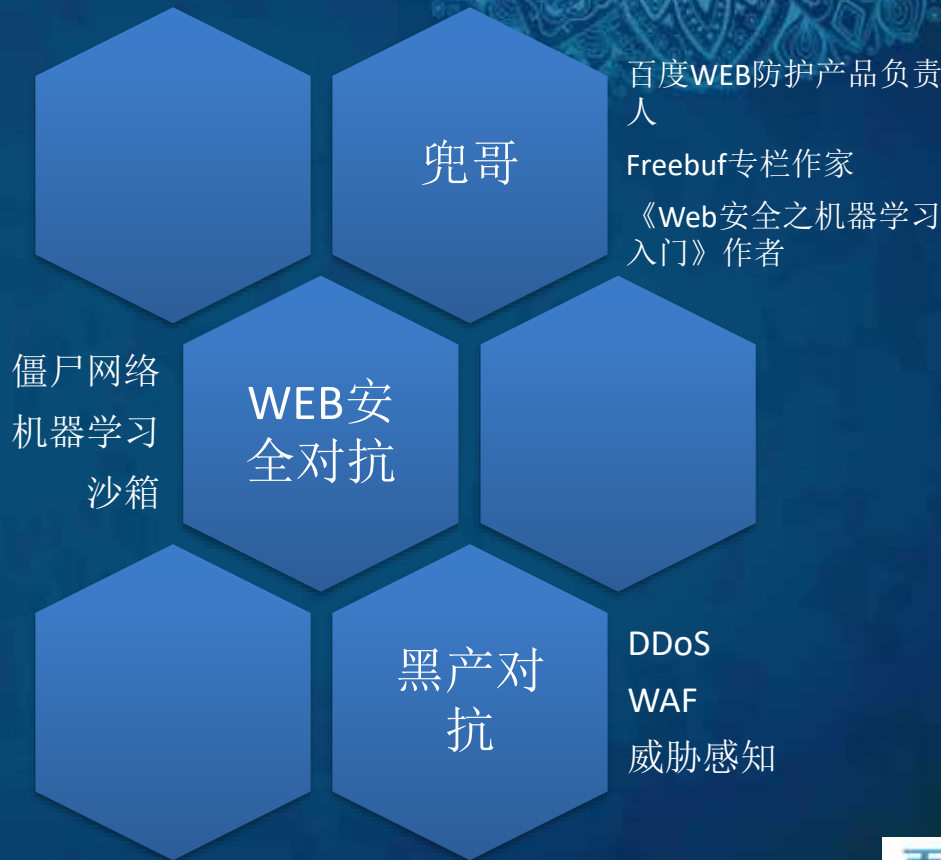 兜哥
百度WEB防护产品负责
人
Freebuf专栏作家
《Web安全之机器学习
入门》作者
僵尸网络
机器学习
沙箱
WEB安
全对抗
黑产对
抗
DDoS
WAF
威胁感知